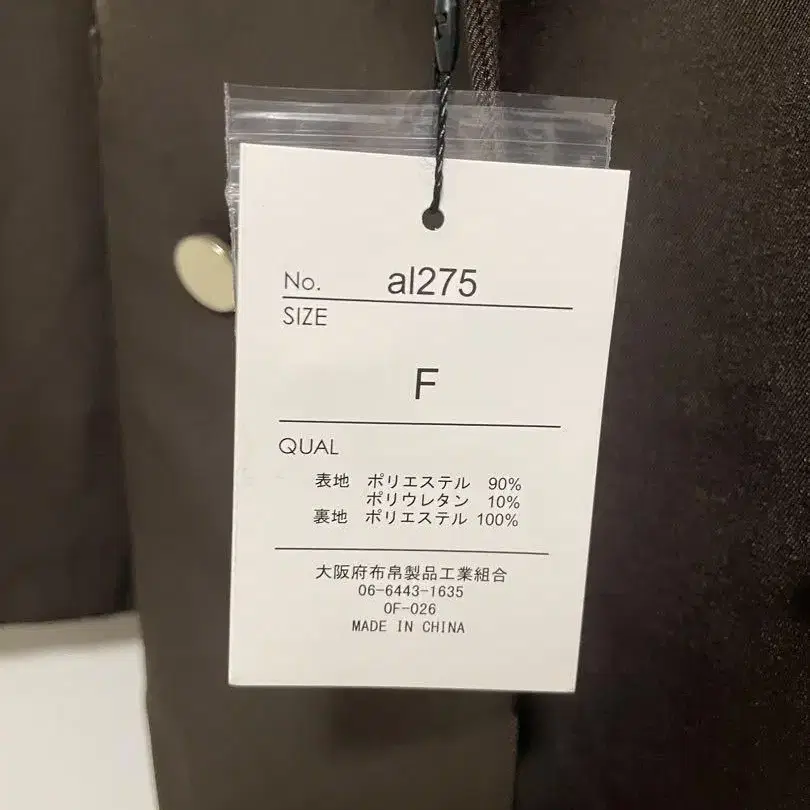 No. al275
SIZE
F
QUAL
表地 ポリエステル 90%
ポリウレタン 10%
裏地 ポリエステル 100%
大阪府布帛製品工業組合
06-6443-1635
OF-026
MADE IN CHINA